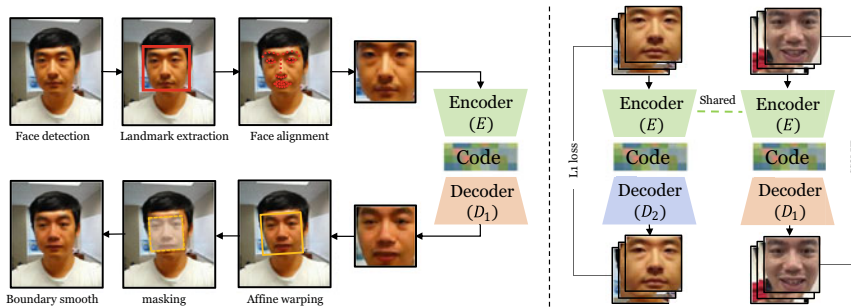 Face detection
Landmark extraction
Face alignment
Encoder
(E)
Code
Decoder
(D₁)
Boundary smooth
masking
Affine warping
L1 loss
Encoder
(E)
Shared
Encoder
(E)
Code
Code
Decoder
(D₂)
Decoder
(D₁)